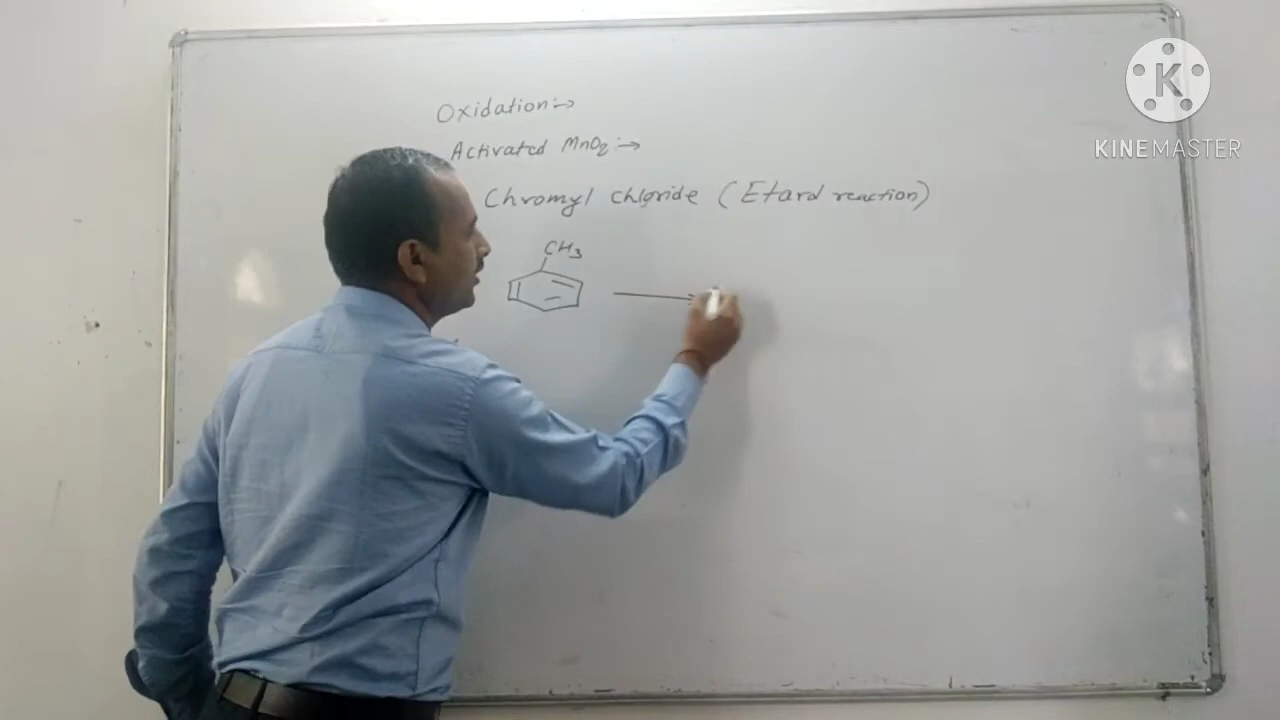 Oxidation:→
Activated MnO₂:→
Chromyl chloride (Etard reaction)
CH₃
K
KINEMASTER